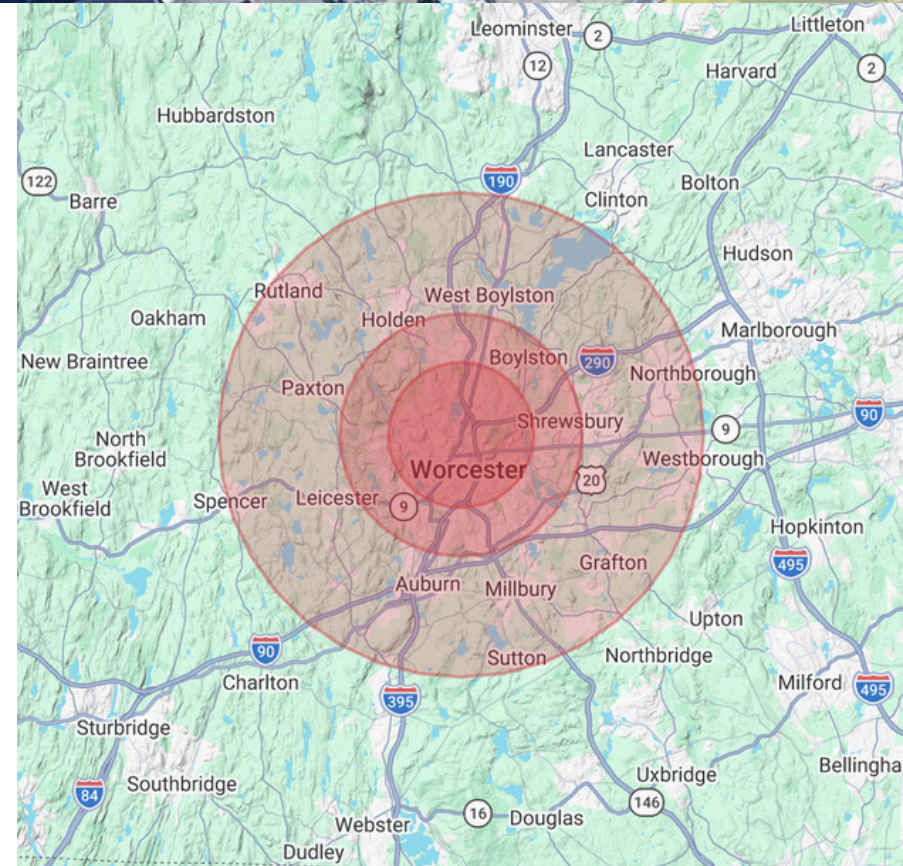 Leominster
2
Littleton
12
Harvard
2
Hubbardston
Lancaster
122
190
Bolton
Barre
Clinton
Hudson
Rutland
West Boylston
Oakham
Holden
Marlborough
New Braintree
Boylston
290
Northborough
Paxton
90
Shrewsbury
9
North
Brookfield
Westborough
Worcester
20
West
Brookfield
Spencer
Leicester
9
Hopkinton
Grafton
495
Auburn
Millbury
Upton
90
Sutton
Northbridge
Charlton
Milford
495
395
Sturbridge
Bellingha
Southbridge
Uxbridge
84
146
16
Douglas
Webster
Dudley